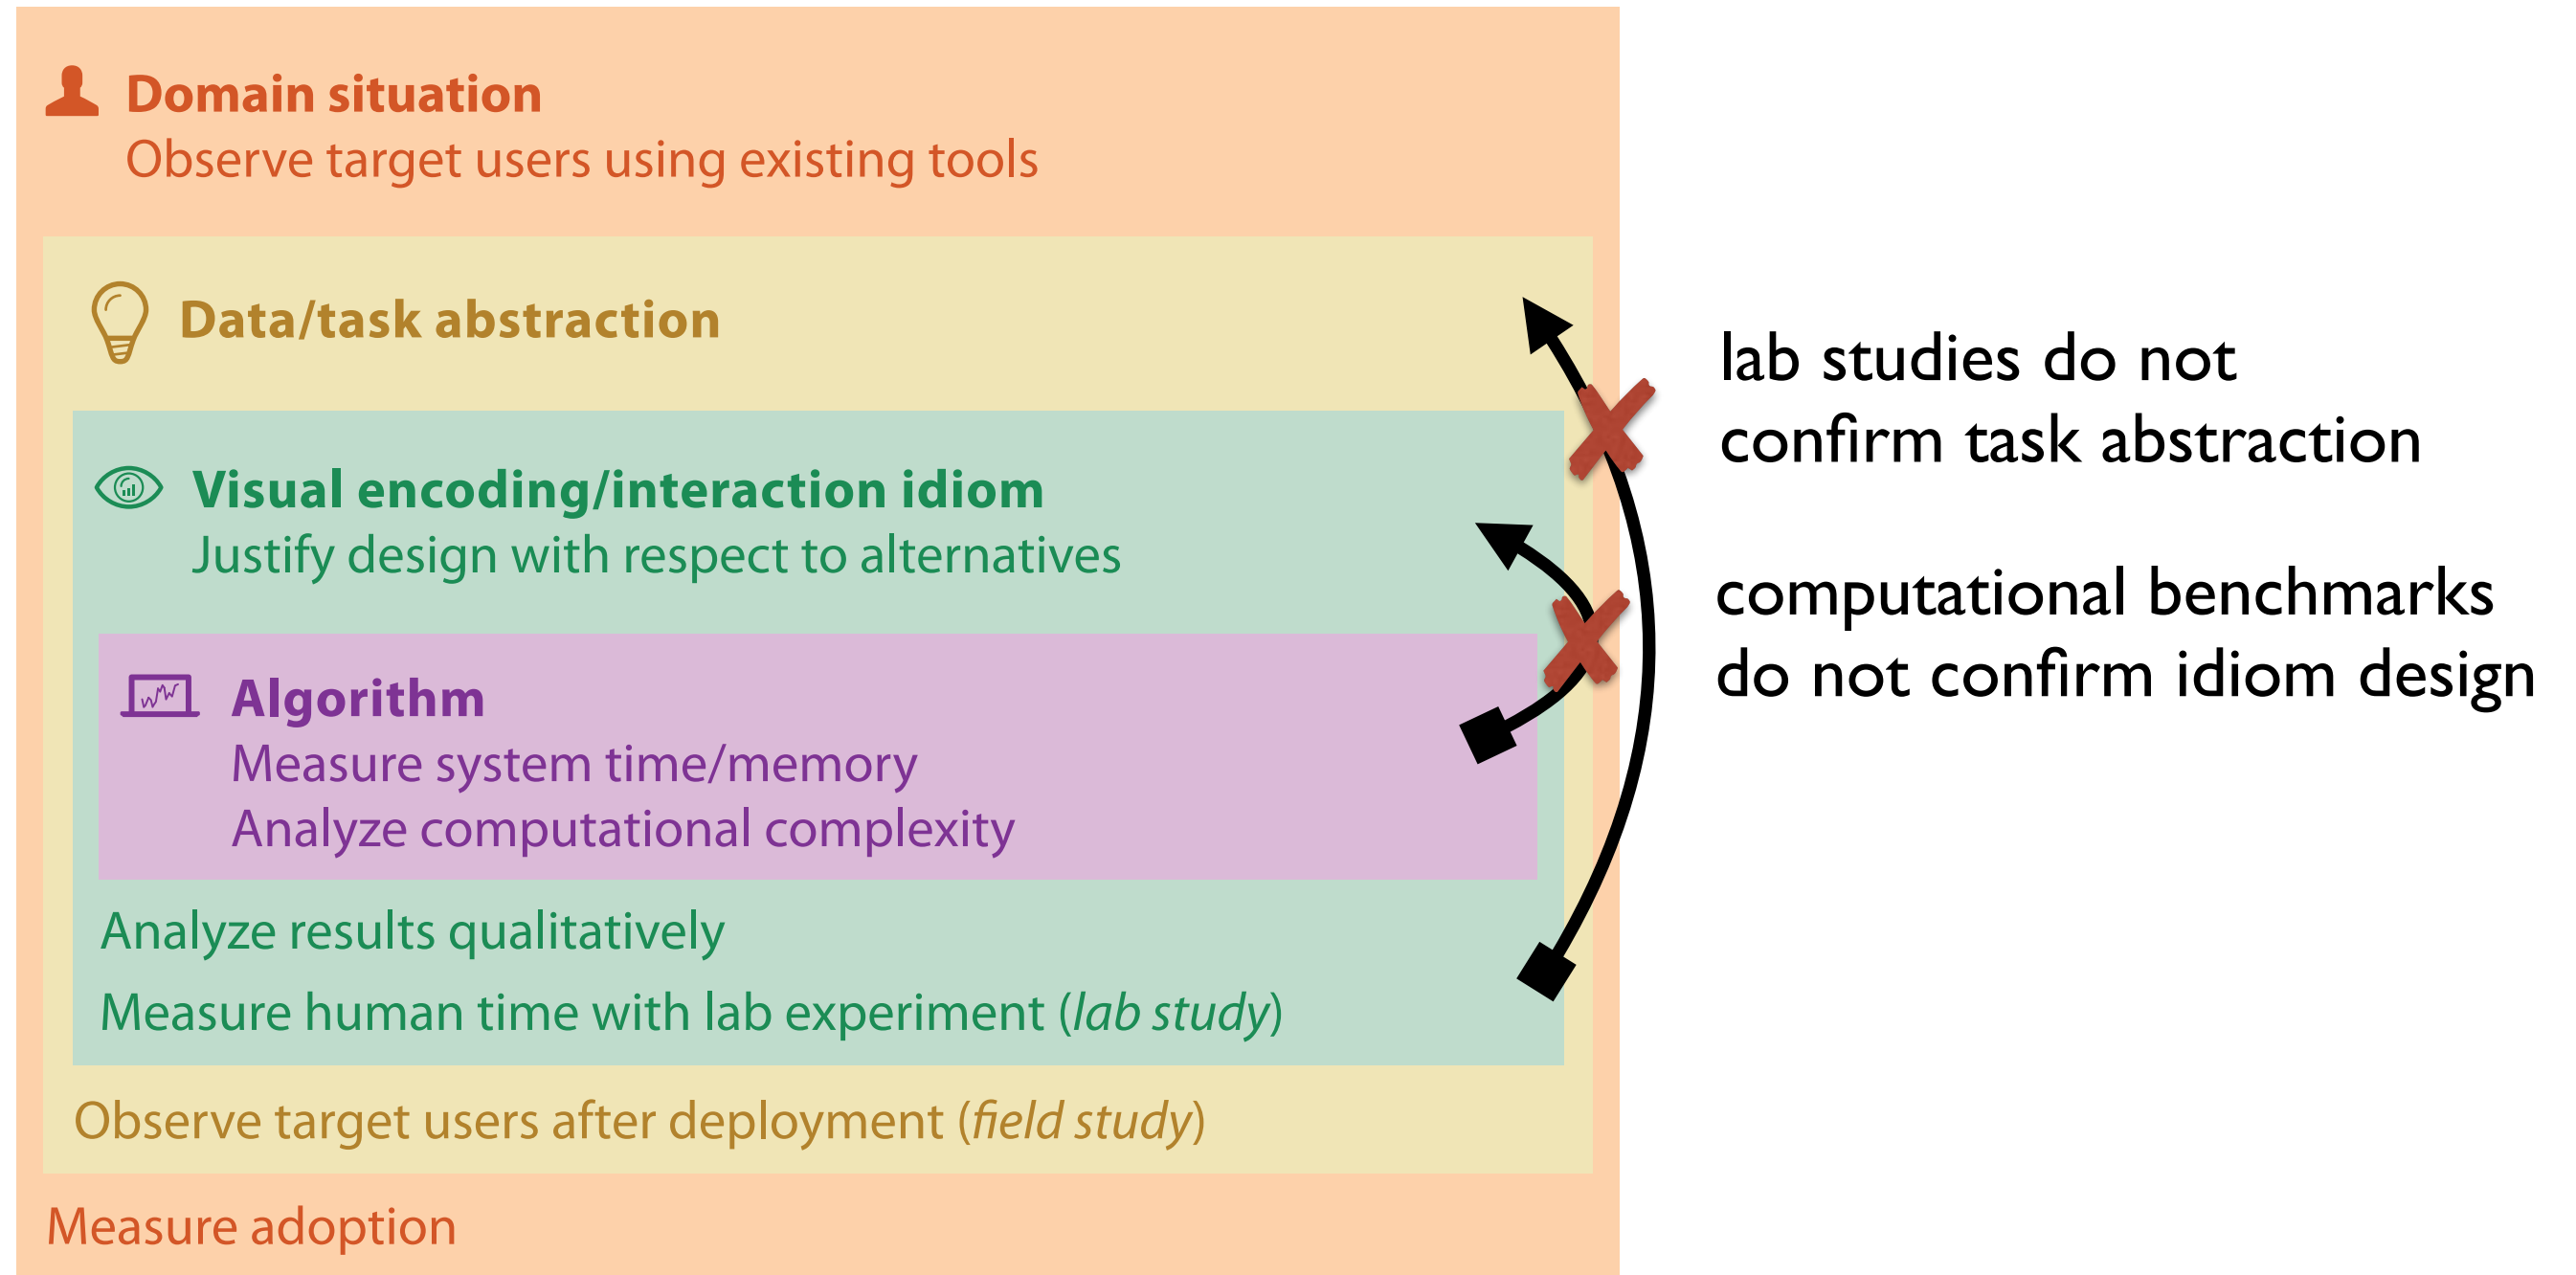 Domain situation
Observe target users using existing tools
Data/task abstraction
Visual encoding/interaction idiom
Justify design with respect to alternatives
Algorithm
Measure system time/memory
Analyze computational complexity
Analyze results qualitatively
Measure human time with lab experiment (lab study)
Observe target users after deployment (field study)
Measure adoption
lab studies do not
confirm task abstraction
computational benchmarks
do not confirm idiom design